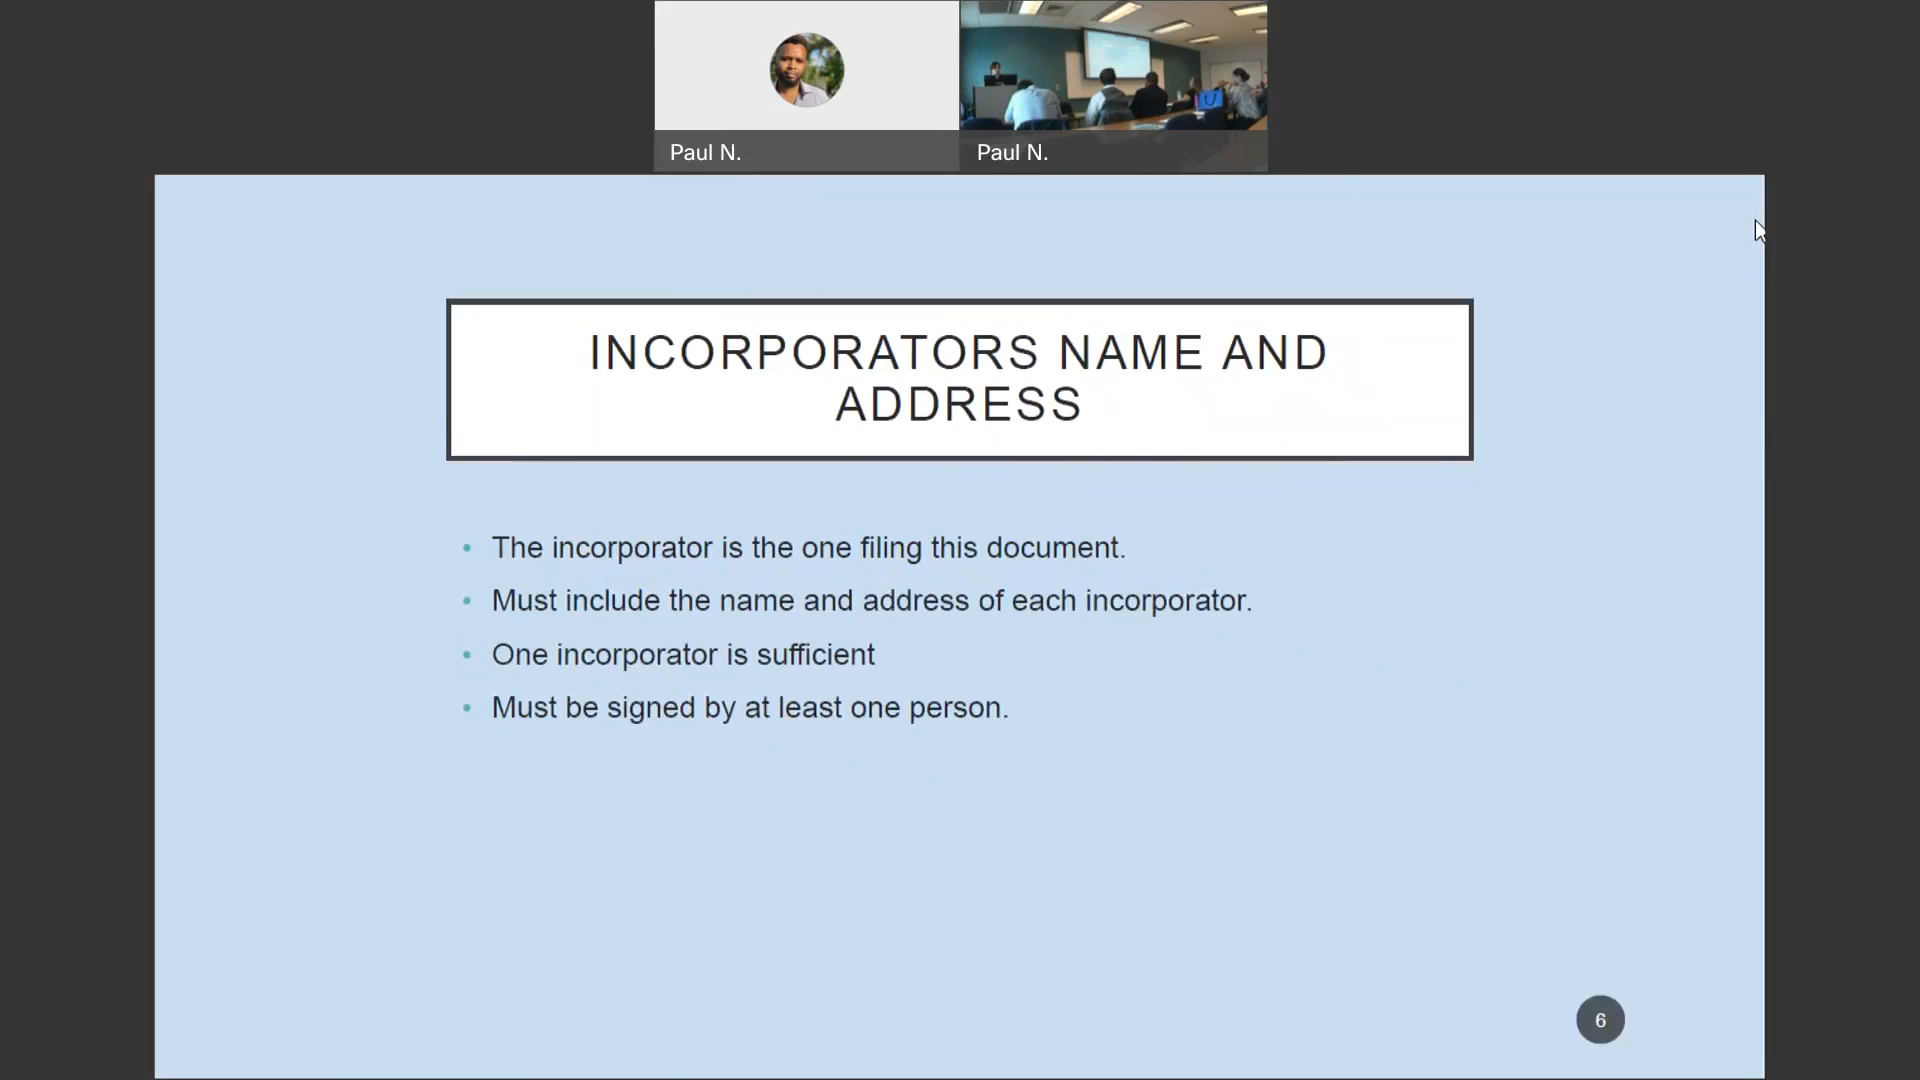 Paul N.
Paul N.
INCORPORATORS NAME AND
ADDRESS
• The incorporator is the one filing this document.
• Must include the name and address of each incorporator.
• One incorporator is sufficient
• Must be signed by at least one person.
6